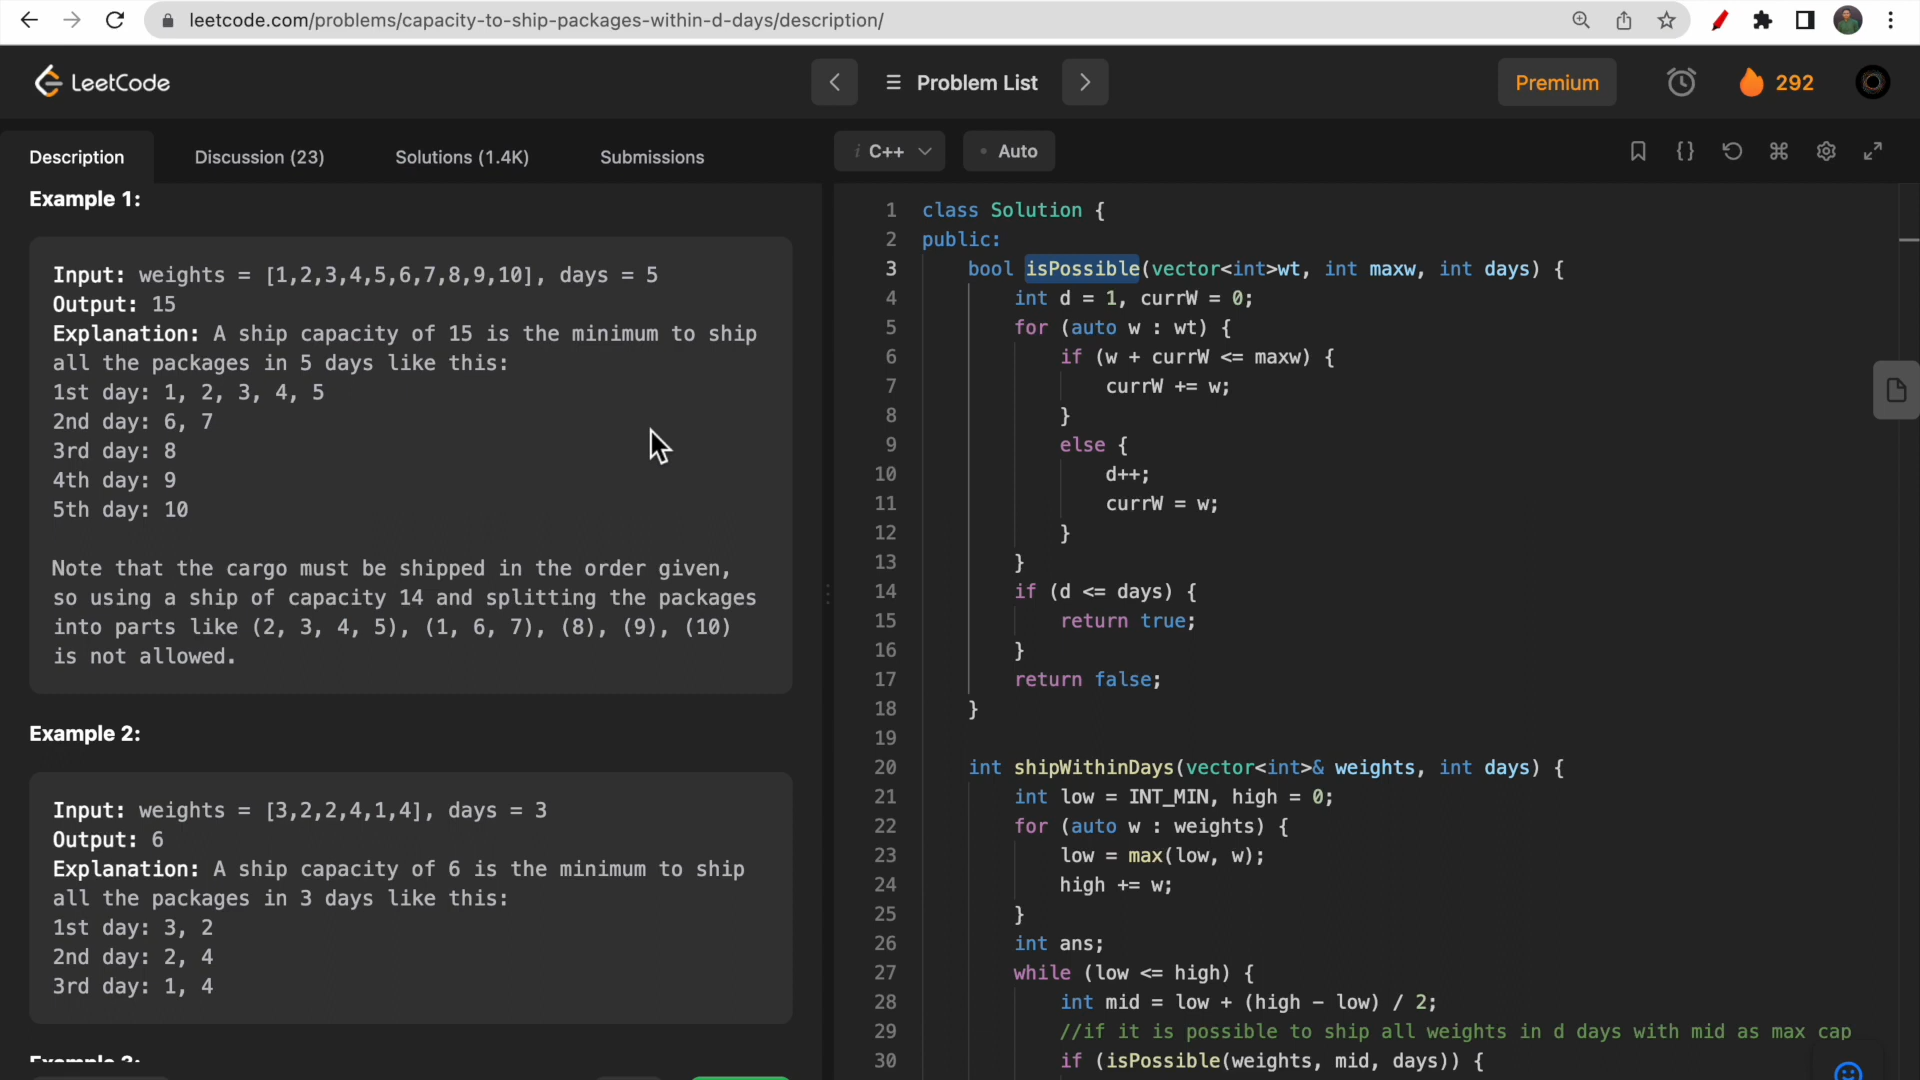 leetcode.com/problems/capacity-to-ship-packages-within-d-days/description/
LeetCode
Problem List
Premium
292
Description
Discussion (23)
Solutions (1.4K)
Submissions
i C++
Auto
Example 1:
Input: weights = [1,2,3,4,5,6,7,8,9,10], days = 5
Output: 15
Explanation: A ship capacity of 15 is the minimum to ship
all the packages in 5 days like this:
1st day: 1, 2, 3, 4, 5
2nd day: 6, 7
3rd day: 8
4th day: 9
5th day: 10
Note that the cargo must be shipped in the order given,
so using a ship of capacity 14 and splitting the packages
into parts like (2, 3, 4, 5), (1, 6, 7), (8), (9), (10)
is not allowed.
Example 2:
Input: weights = [3,2,2,4,1,4], days = 3
Output: 6
Explanation: A ship capacity of 6 is the minimum to ship
all the packages in 3 days like this:
1st day: 3, 2
2nd day: 2, 4
3rd day: 1, 4
1 class Solution {
2 public:
3 bool isPossible(vector<int>wt, int maxw, int days) {
4 int d = 1, currW = 0;
5 for (auto w : wt) {
6 if (w + currW <= maxw) {
7 currW += w;
8 }
9 else {
10 d++;
11 currW = w;
12 }
13 }
14 if (d <= days) {
15 return true;
16 }
17 return false;
18 }
19
20 int shipWithinDays(vector<int>& weights, int days) {
21 int low = INT_MIN, high = 0;
22 for (auto w : weights) {
23 low = max(low, w);
24 high += w;
25 }
26 int ans;
27 while (low <= high) {
28 int mid = low + (high - low) / 2;
29 //if it is possible to ship all weights in d days with mid as max cap
30 if (isPossible(weights, mid, days)) {